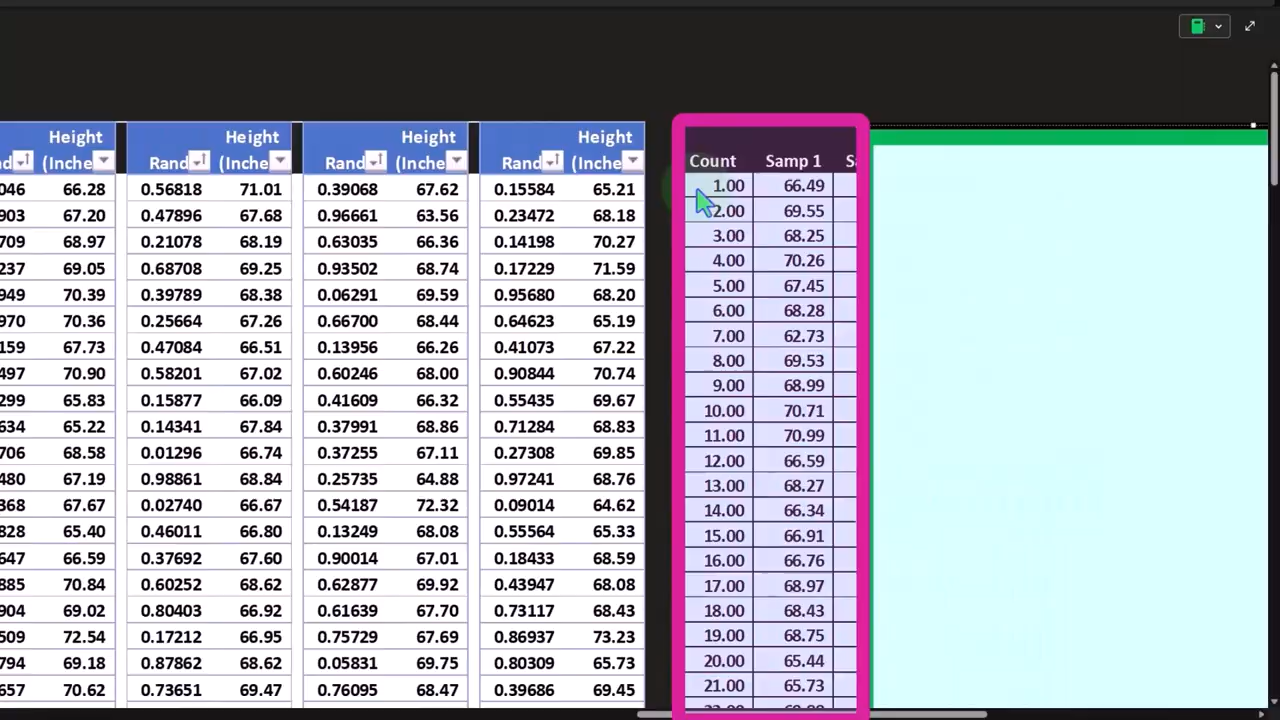 Height Height Height Height
nd (Inche Rand (Inche Rand (Inche Rand (Inche Count Samp 1 Sa
046 66.28 0.56818 71.01 0.39068 67.62 0.15584 65.21 1.00 66.49
903 67.20 0.47896 67.68 0.96661 63.56 0.23472 68.18 2.00 69.55
709 68.97 0.21078 68.19 0.63035 66.36 0.14198 70.27 3.00 68.25
237 69.05 0.68708 69.25 0.93502 68.74 0.17229 71.59 4.00 70.26
949 70.39 0.39789 68.38 0.06291 69.59 0.95680 68.20 5.00 67.45
970 70.36 0.25664 67.26 0.66700 68.44 0.64623 65.19 6.00 68.28
159 67.73 0.47084 66.51 0.13956 66.26 0.41073 67.22 7.00 62.73
497 70.90 0.58201 67.02 0.60246 68.00 0.90844 70.74 8.00 69.53
299 65.83 0.15877 66.09 0.41609 66.32 0.55435 69.67 9.00 68.99
634 65.22 0.14341 67.84 0.37991 68.86 0.71284 68.83 10.00 70.71
706 68.58 0.01296 66.74 0.37255 67.11 0.27308 69.85 11.00 70.99
480 67.19 0.98861 68.84 0.25735 64.88 0.97241 68.76 12.00 66.59
368 67.67 0.02740 66.67 0.54187 72.32 0.09014 64.62 13.00 68.27
828 65.40 0.46011 66.80 0.13249 68.08 0.55564 65.33 14.00 66.34
647 66.59 0.37692 67.60 0.90014 67.01 0.18433 68.59 15.00 66.91
885 70.84 0.60252 68.62 0.62877 69.92 0.43947 68.08 16.00 66.76
904 69.02 0.80403 66.92 0.61639 67.70 0.73117 68.43 17.00 68.97
509 72.54 0.17212 66.95 0.75729 67.69 0.86937 73.23 18.00 68.43
794 69.18 0.87862 68.62 0.05831 69.75 0.80309 65.73 19.00 68.75
657 70.62 0.73651 69.47 0.76095 68.47 0.39686 69.45 20.00 65.44
21.00 65.73